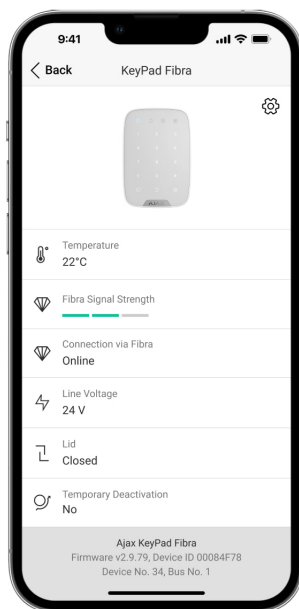 9:41
Back
KeyPad Fibra
AJAX
Temperature
22°C
Fibra Signal Strength
Connection via Fibra
Online
Line Voltage
24 V
Lid
Closed
Temporary Deactivation
No
Ajax KeyPad Fibra
Firmware v2.9.79, Device ID 00084F78
Device No. 34, Bus No. 1